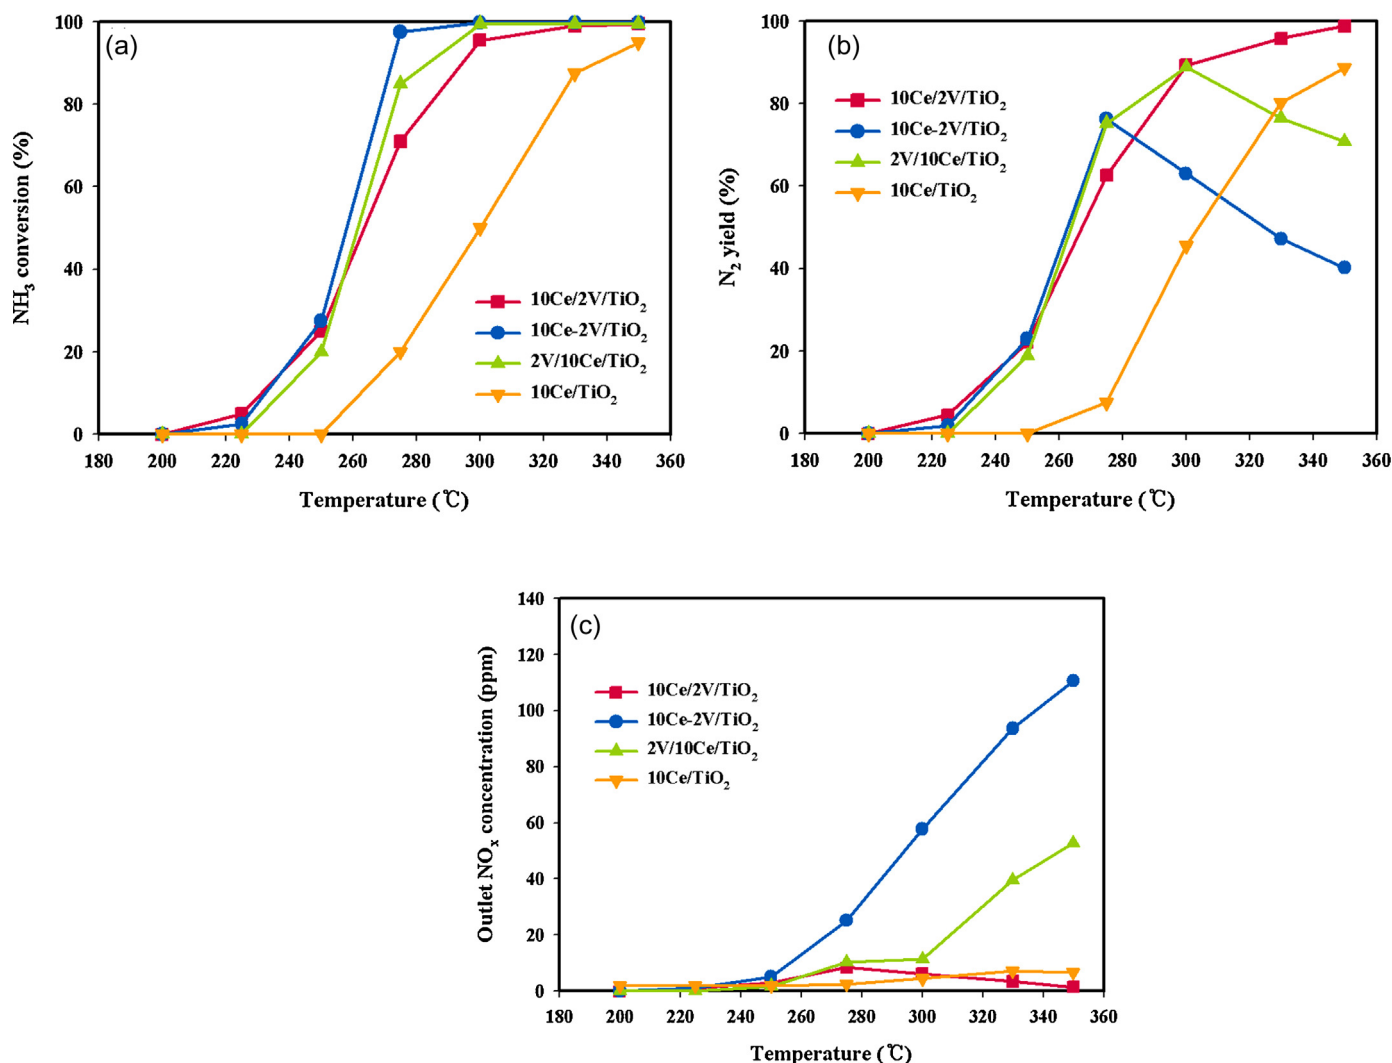 (a)
100
80
60
40
20
0
NH3 conversion (%)
10Ce/2V/TiO2
10Ce-2V/TiO2
2V/10Ce/TiO2
10Ce/TiO2
180 200 220 240 260 280 300 320 340 360
Temperature (℃)
(b)
100
80
60
40
20
0
N2 yield (%)
10Ce/2V/TiO2
10Ce-2V/TiO2
2V/10Ce/TiO2
10Ce/TiO2
180 200 220 240 260 280 300 320 340 360
Temperature (℃)
(c)
140
120
100
80
60
40
20
0
Outlet NOx concentration (ppm)
10Ce/2V/TiO2
10Ce-2V/TiO2
2V/10Ce/TiO2
10Ce/TiO2
180 200 220 240 260 280 300 320 340 360
Temperature (℃)